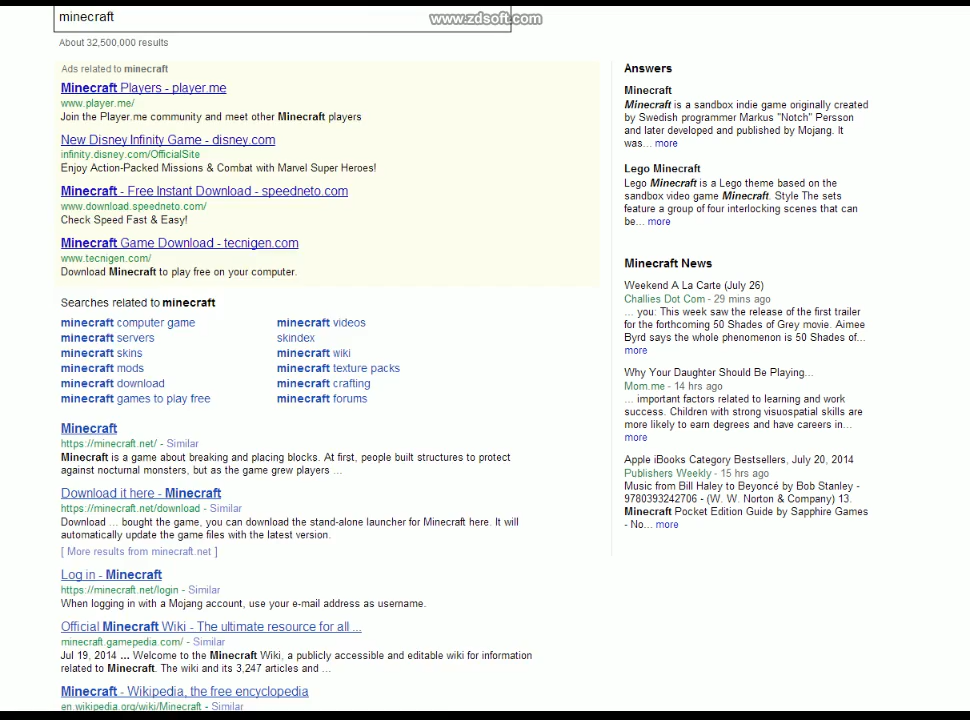 minecraft
www.zdsoft.com
About 32,500,000 results
Ads related to minecraft
Minecraft Players - player.me
www.player.me/
Join the Player.me community and meet other Minecraft players
New Disney Infinity Game - disney.com
infinity.disney.com/OfficialSite
Enjoy Action-Packed Missions & Combat with Marvel Super Heroes!
Minecraft - Free Instant Download - speedneto.com
www.download.speedneto.com/
Check Speed Fast & Easy!
Minecraft Game Download - tecnigen.com
www.tecnigen.com/
Download Minecraft to play free on your computer.
Searches related to minecraft
minecraft computer game
minecraft servers
minecraft skins
minecraft mods
minecraft download
minecraft games to play free
minecraft videos
skindex
minecraft wiki
minecraft texture packs
minecraft crafting
minecraft forums
Minecraft
https://minecraft.net/ - Similar
Minecraft is a game about breaking and placing blocks. At first, people built structures to protect
against nocturnal monsters, but as the game grew players ...
Download it here - Minecraft
https://minecraft.net/download - Similar
Download ... bought the game, you can download the stand-alone launcher for Minecraft here. It will
automatically update the game files with the latest version.
[ More results from minecraft.net ]
Log in - Minecraft
https://minecraft.net/login - Similar
When logging in with a Mojang account, use your e-mail address as username.
Official Minecraft Wiki - The ultimate resource for all ...
minecraft.gamepedia.com/ - Similar
Jul 19, 2014 ... Welcome to the Minecraft Wiki, a publicly accessible and editable wiki for information
related to Minecraft. The wiki and its 3,247 articles and ...
Minecraft - Wikipedia, the free encyclopedia
en.wikipedia.org/wiki/Minecraft - Similar
Answers
Minecraft
Minecraft is a sandbox indie game originally created
by Swedish programmer Markus "Notch" Persson
and later developed and published by Mojang. It
was... more
Lego Minecraft
Lego Minecraft is a Lego theme based on the
sandbox video game Minecraft. Style The sets
feature a group of four interlocking scenes that can
be... more
Minecraft News
Weekend A La Carte (July 26)
Challies Dot Com - 29 mins ago
... you: This week saw the release of the first trailer
for the forthcoming 50 Shades of Grey movie. Aimee
Byrd says the whole phenomenon is 50 Shades of...
more
Why Your Daughter Should Be Playing...
Mom.me - 14 hrs ago
... important factors related to learning and work
success. Children with strong visuospatial skills are
more likely to earn degrees and have careers in...
more
Apple iBooks Category Bestsellers, July 20, 2014
Publishers Weekly - 15 hrs ago
Music from Bill Haley to Beyoncé by Bob Stanley -
9780393242706 - (W. W. Norton & Company) 13.
Minecraft Pocket Edition Guide by Sapphire Games
- No... more